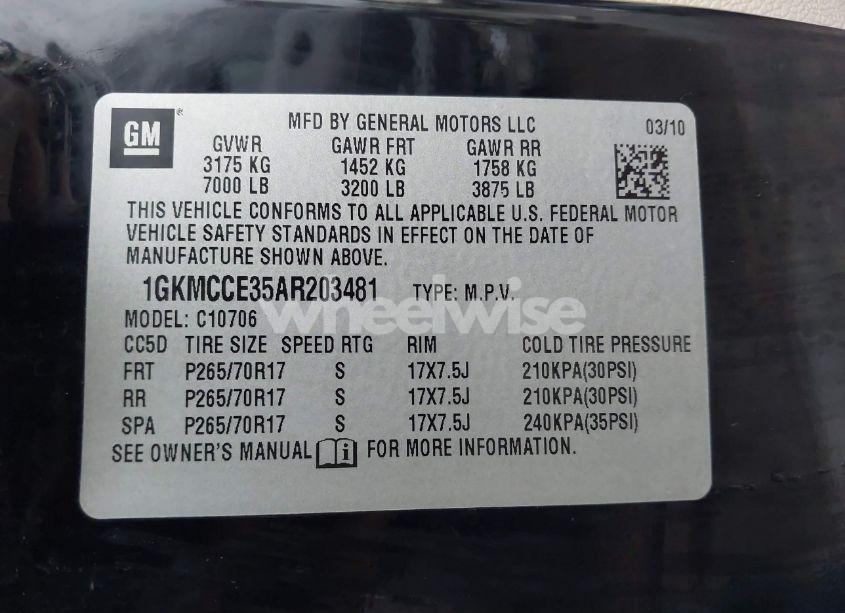 GM ® MFD BY GENERAL MOTORS LLC 03/10
GVWR GAWR FRT GAWR RR
3175 KG 1452 KG 1758 KG
7000 LB 3200 LB 3875 LB
THIS VEHICLE CONFORMS TO ALL APPLICABLE U.S. FEDERAL MOTOR
VEHICLE SAFETY STANDARDS IN EFFECT ON THE DATE OF
MANUFACTURE SHOWN ABOVE.
1GKMCCE35AR203481 TYPE: M.P.V.
wheelwise
MODEL: C10706
CC5D TIRE SIZE SPEED RTG RIM COLD TIRE PRESSURE
FRT P265/70R17 S 17X7.5J 210KPA(30PSI)
RR P265/70R17 S 17X7.5J 210KPA(30PSI)
SPA P265/70R17 S 17X7.5J 240KPA(35PSI)
SEE OWNER'S MANUAL i FOR MORE INFORMATION.